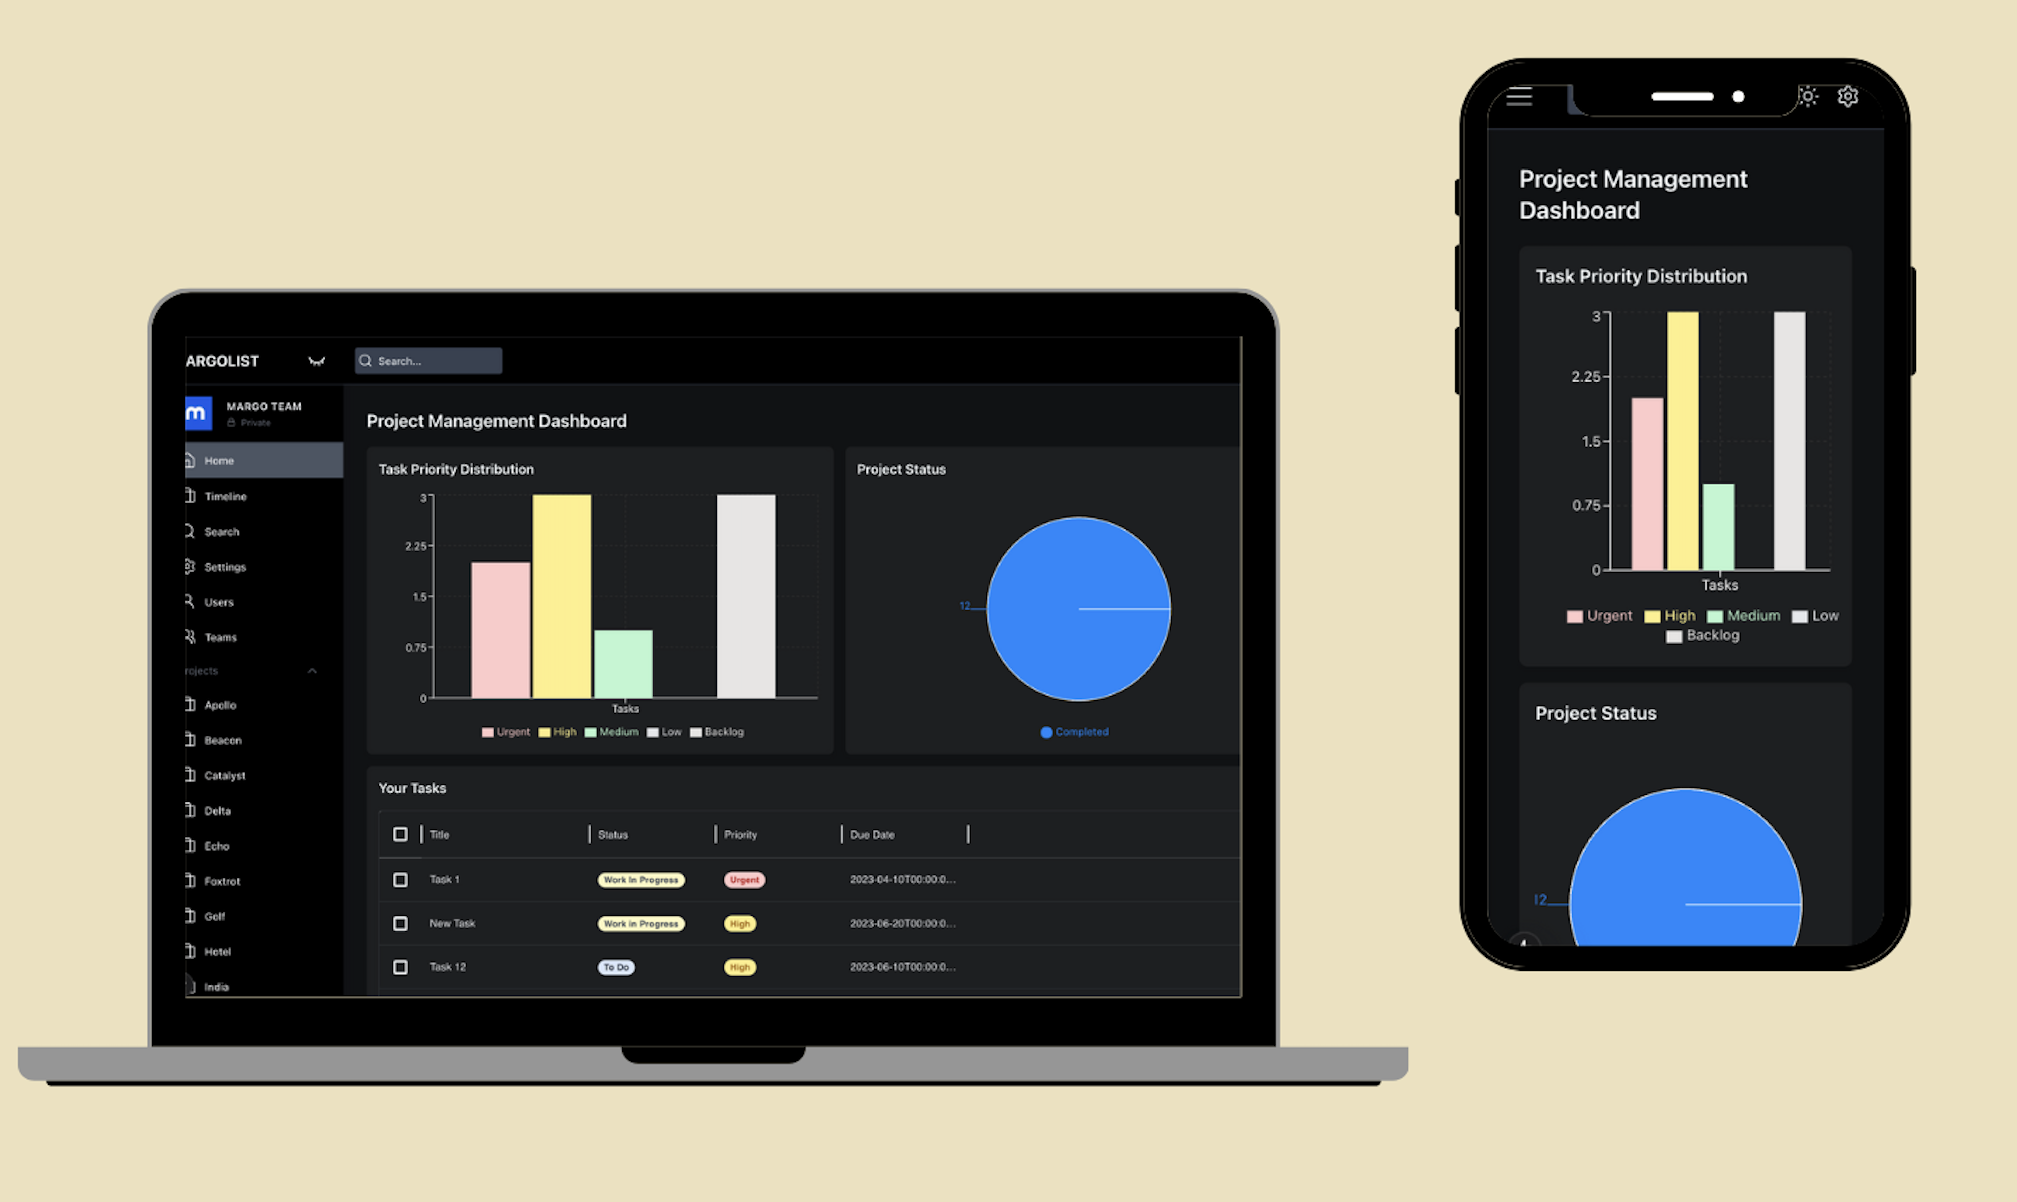 ARGOLIST
Search...
m
MARGO TEAM
Private
Home
Timeline
Search
Settings
Users
Teams
rojects
Apollo
Beacon
Catalyst
Delta
Echo
Foxtrot
Golf
Hotel
India
Project Management Dashboard
Task Priority Distribution
3
2.25
1.5
0.75
0
Tasks
Urgent High Medium Low Backlog
Project Status
12
Completed
Your Tasks
Title Status Priority Due Date
Task 1 Work In Progress Urgent 2023-04-10T00:00:0...
New Task Work in Progress High 2023-06-20T00:00:0...
Task 12 To Do High 2023-06-10T00:00:0...
Project Management
Dashboard
Task Priority Distribution
3
2.25
1.5
0.75
0
Tasks
Urgent High Medium Low
Backlog
Project Status
12